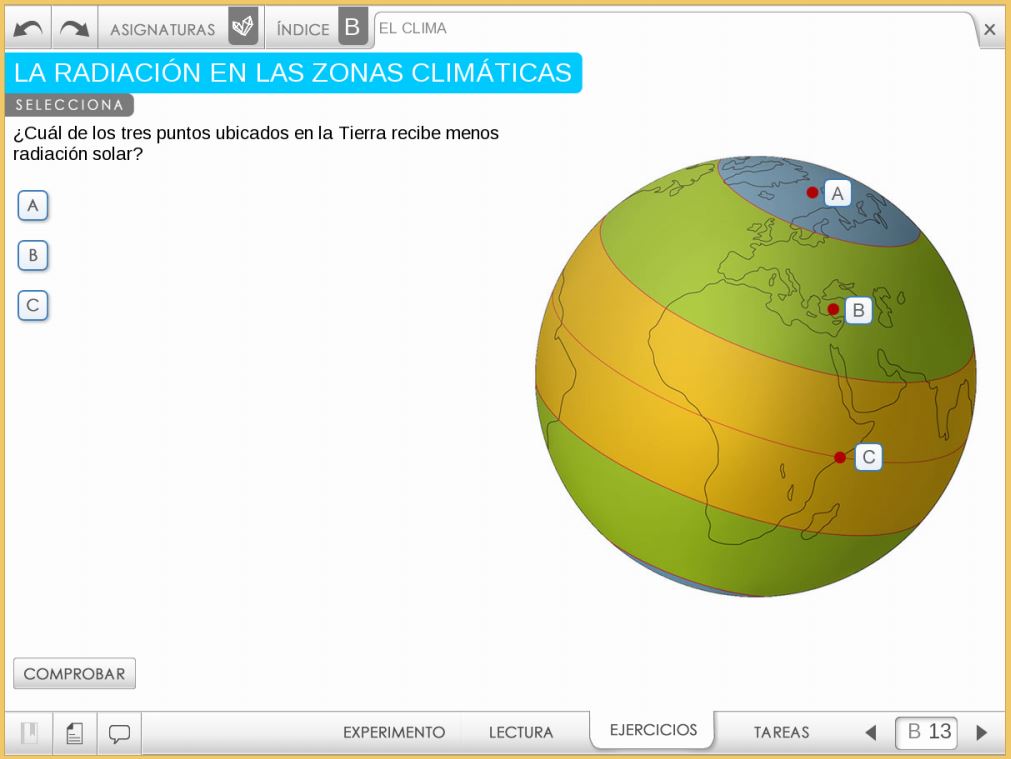 ASIGNATURAS
ÍNDICE B
EL CLIMA
LA RADIACIÓN EN LAS ZONAS CLIMÁTICAS
SELECCIONA
¿Cuál de los tres puntos ubicados en la Tierra recibe menos
radiación solar?
A
B
C
A
B
C
COMPROBAR
EXPERIMENTO
LECTURA
EJERCICIOS
TAREAS
B 13